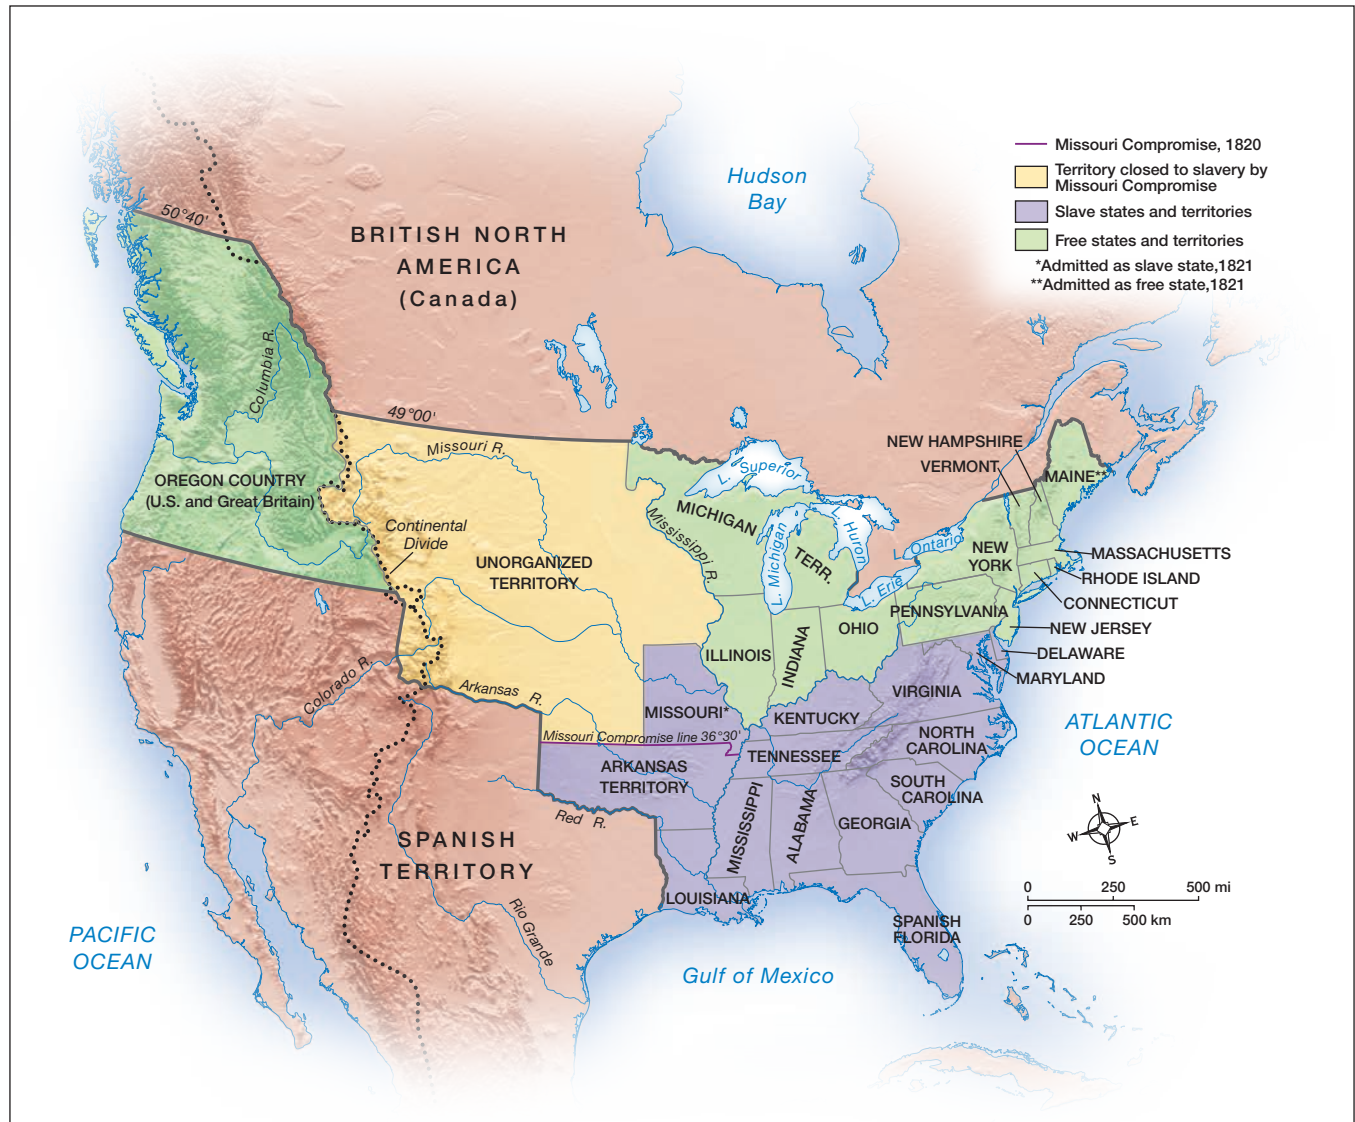 Hudson
Bay
Missouri Compromise, 1820
Territory closed to slavery by
Missouri Compromise
Slave states and territories
Free states and territories
*Admitted as slave state,1821
**Admitted as free state,1821
50°40'
BRITISH NORTH
AMERICA
(Canada)
Columbia R.
49°00'
Missouri R.
OREGON COUNTRY
(U.S. and Great Britain)
Continental
Divide
UNORGANIZED
TERRITORY
Mississippi R.
L. Superior
MICHIGAN
TERR.
L. Michigan
L. Huron
L. Ontario
L. Erie
NEW HAMPSHIRE
VERMONT
MAINE**
NEW
YORK
MASSACHUSETTS
RHODE ISLAND
CONNECTICUT
NEW JERSEY
DELAWARE
MARYLAND
PENNSYLVANIA
OHIO
INDIANA
ILLINOIS
VIRGINIA
KENTUCKY
MISSOURI*
Colorado R.
Arkansas R.
Missouri Compromise line 36°30'
ARKANSAS
TERRITORY
TENNESSEE
NORTH
CAROLINA
SOUTH
CAROLINA
GEORGIA
ALABAMA
MISSISSIPPI
LOUISIANA
SPANISH
FLORIDA
Red R.
SPANISH
TERRITORY
Rio Grande
PACIFIC
OCEAN
Gulf of Mexico
ATLANTIC
OCEAN
N
W
E
S
0 250 500 mi
0 250 500 km